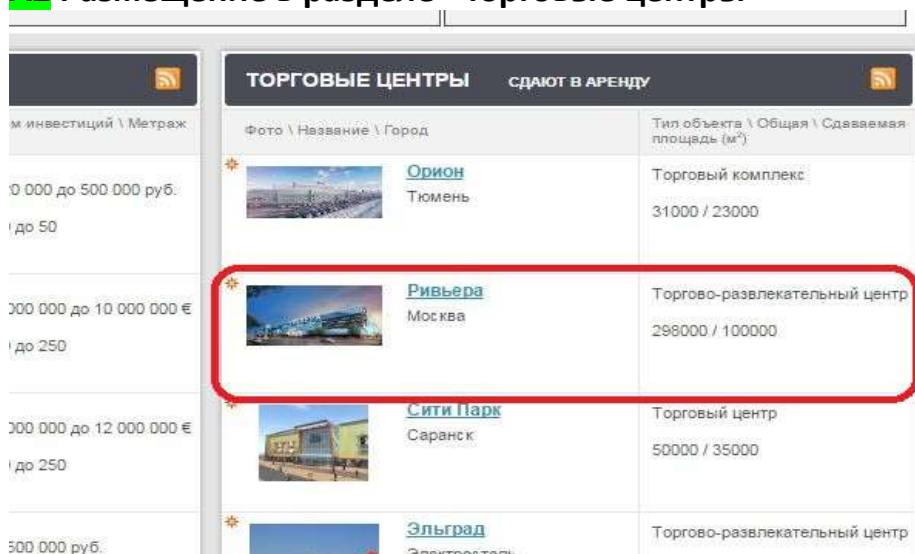 Размещение в разделе
ТОРГОВЫЕ ЦЕНТРЫ СДАЮТ В АРЕНДУ
м инвестиций \ Метраж
Фото \ Название \ Город
Тип объекта \ Общая \ Сдаваемая
площадь (м²)
0 000 до 500 000 руб.
до 50
Орион
Тюмень
Торговый комплекс
31000 / 23000
000 000 до 10 000 000 €
до 250
Ривьера
Москва
Торгово-развлекательный центр
298000 / 100000
000 000 до 12 000 000 €
до 250
Сити Парк
Саранск
Торговый центр
50000 / 35000
500 000 руб.
Эльград
Торгово-развлекательный центр